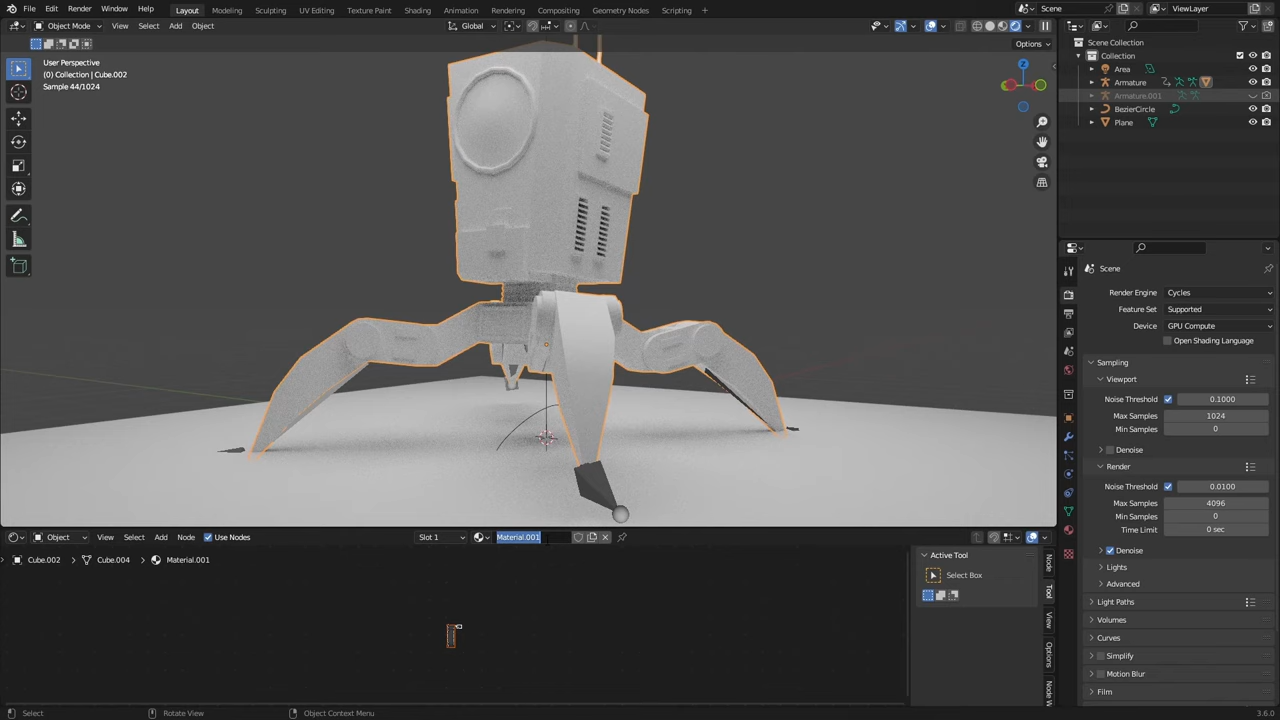 File Edit Render Window Help Layout Modeling Sculpting UV Editing Texture Paint Shading Animation Rendering Compositing Geometry Nodes Scripting + Scene ViewLayer
Object Mode View Select Add Object Global
Options
User Perspective
(0) Collection | Cube.002
Sample 44/1024
Scene Collection
Collection
Area
Armature
Armature.001
BezierCircle
Plane
Scene
Render Engine Cycles
Feature Set Supported
Device GPU Compute
Open Shading Language
Sampling
Viewport
Noise Threshold 0.1000
Max Samples 1024
Min Samples 0
Denoise
Render
Noise Threshold 0.0100
Max Samples 4096
Min Samples 0
Time Limit 0 sec
Denoise
Lights
Advanced
Light Paths
Volumes
Curves
Simplify
Motion Blur
Film
Object View Select Add Node Use Nodes Slot 1 Material.001
Cube.002 Cube.004 Material.001
Active Tool
Select Box
Node
Tool
View
Options
Node W
Select Rotate View Object Context Menu 3.6.0